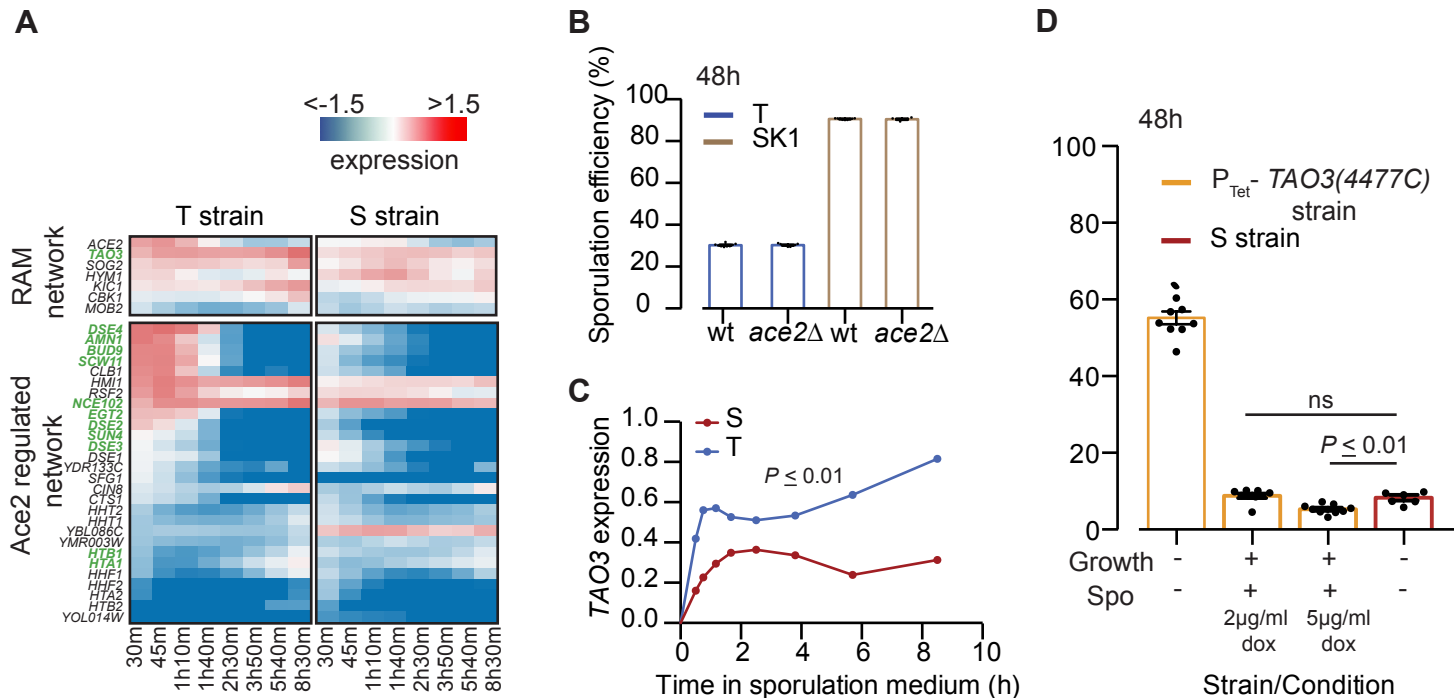 A
<-1.5 >1.5
expression
T strain S strain
RAM
network
ACE2
TAO3
SOG2
HYM1
KIC1
CBK1
MOB2
Ace2 regulated
network
DSE4
AMN1
BUD9
SCW11
CLB1
HMI1
RSF2
NCE102
EGT2
DSE2
SUN4
DSE3
DSE1
YDR133C
SFG1
CIN8
CTS1
HHT2
HHT1
YBL086C
YMR003W
HTB1
HTA1
HHF1
HHF2
HTA2
HTB2
YOL014W
30m 45m 1h10m 1h40m 2h30m 3h50m 5h40m 8h30m 30m 45m 1h10m 1h40m 2h30m 3h50m 5h40m 8h30m
B
48h
Sporulation efficiency (%)
T
SK1
100
80
60
40
20
0
wt ace2Δ wt ace2Δ
C
TAO3 expression
S
T
P ≤ 0.01
1.0
0.8
0.6
0.4
0.2
0.0
0 2 4 6 8 10
Time in sporulation medium (h)
D
48h
P Tet - TAO3(4477C)
strain
S strain
100
80
60
40
20
0
ns
P ≤ 0.01
Growth - + + -
Spo - + + -
2µg/ml 5µg/ml
dox dox
Strain/Condition